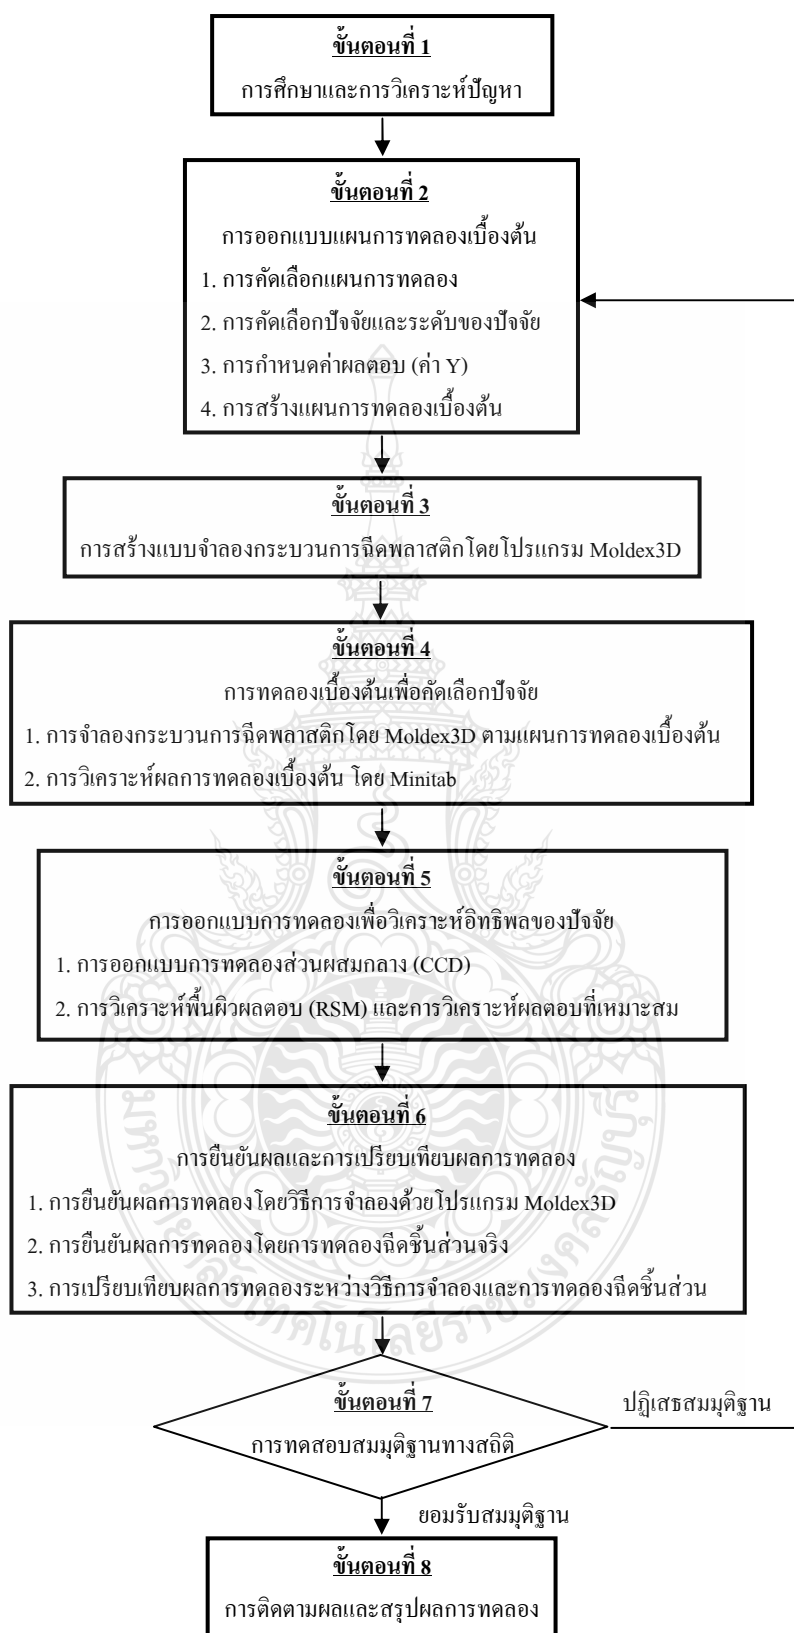 ขั้นตอนที่ 1
การศึกษาและการวิเคราะห์ปัญหา
ขั้นตอนที่ 2
การออกแบบแผนการทดลองเบื้องต้น
1. การคัดเลือกแผนการทดลอง
2. การคัดเลือกปัจจัยและระดับของปัจจัย
3. การกำหนดค่าผลตอบ (ค่า Y)
4. การสร้างแผนการทดลองเบื้องต้น
ขั้นตอนที่ 3
การสร้างแบบจำลองกระบวนการฉีดพลาสติกโดยโปรแกรม Moldex3D
ขั้นตอนที่ 4
การทดลองเบื้องต้นเพื่อคัดเลือกปัจจัย
1. การจำลองกระบวนการฉีดพลาสติกโดย Moldex3D ตามแผนการทดลองเบื้องต้น
2. การวิเคราะห์ผลการทดลองเบื้องต้น โดย Minitab
ขั้นตอนที่ 5
การออกแบบการทดลองเพื่อวิเคราะห์อิทธิพลของปัจจัย
1. การออกแบบการทดลองส่วนผสมกลาง (CCD)
2. การวิเคราะห์พื้นผิวผลตอบ (RSM) และการวิเคราะห์ผลตอบที่เหมาะสม
ขั้นตอนที่ 6
การยืนยันผลและการเปรียบเทียบผลการทดลอง
1. การยืนยันผลการทดลองโดยวิธีการจำลองด้วยโปรแกรม Moldex3D
2. การยืนยันผลการทดลองโดยการทดลองฉีดชิ้นส่วนจริง
3. การเปรียบเทียบผลการทดลองระหว่างวิธีการจำลองและการทดลองฉีดชิ้นส่วน
มหาวิทยาลัยเทคโนโลยีราชมงคลธัญบุรี
ขั้นตอนที่ 7
การทดสอบสมมุติฐานทางสถิติ
ปฏิเสธสมมุติฐาน
ยอมรับสมมุติฐาน
ขั้นตอนที่ 8
การติดตามผลและสรุปผลการทดลอง